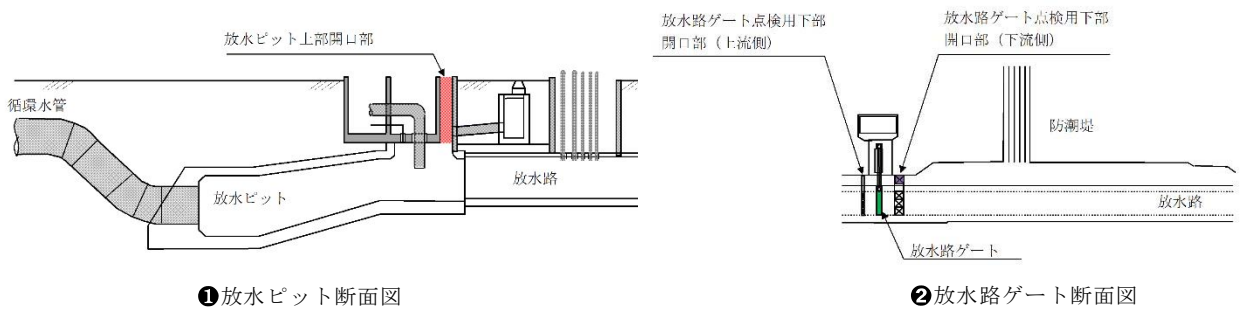 放水ピット上部開口部
循環水管
放水ピット
放水路
❶放水ピット断面図
放水路ゲート点検用下部
開口部（上流側）
放水路ゲート点検用下部
開口部（下流側）
防潮堤
放水路
放水路ゲート
❷放水路ゲート断面図